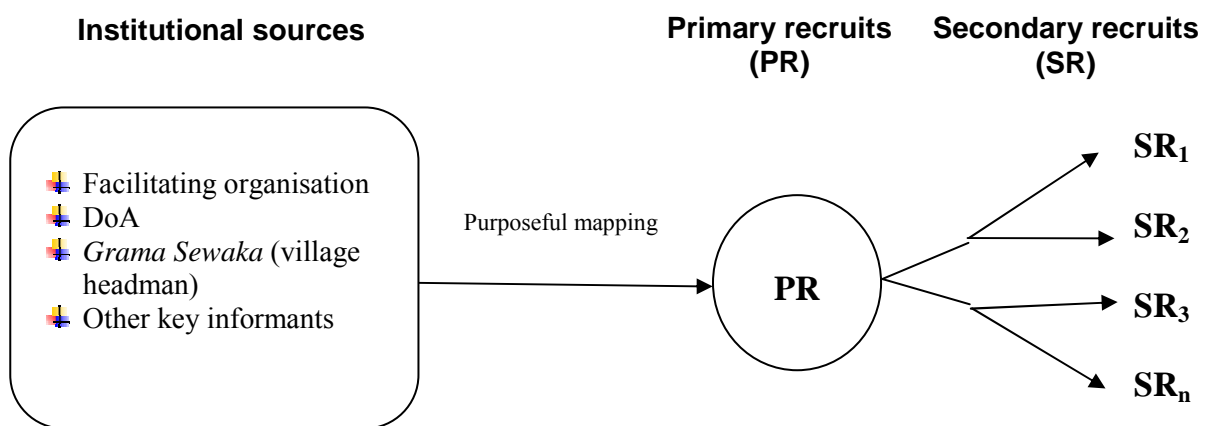 Institutional sources
Primary recruits
(PR)
Secondary recruits
(SR)
Facilitating organisation
DoA
Grama Sewaka (village
headman)
Other key informants
Purposeful mapping
PR
SR₁
SR₂
SR₃
SRₙ